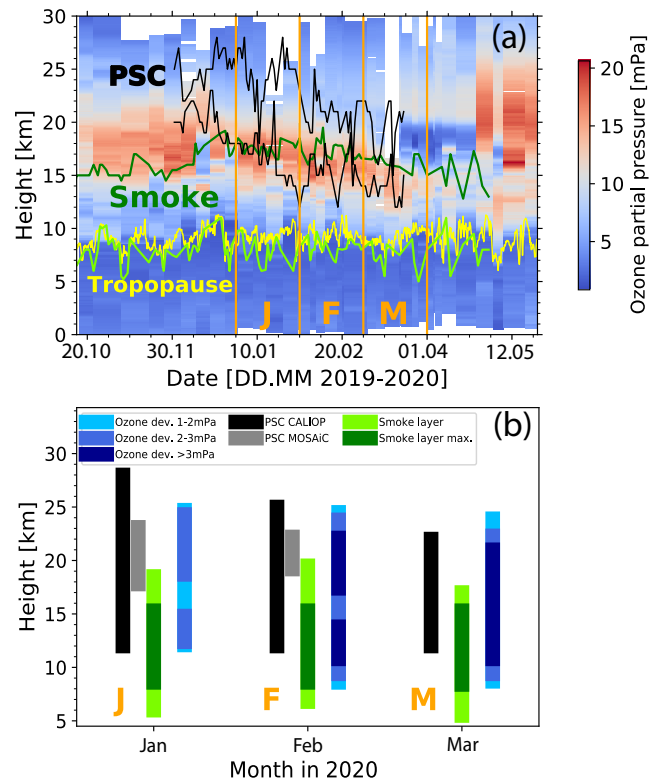 30
25
20
15
10
5
0
Height [km]
(a)
PSC
Smoke
Tropopause
J F M
20.10 30.11 10.01 20.02 01.04 12.05
Date [DD.MM 2019-2020]
20
15
10
5
Ozone partial pressure [mPa]
(b)
Ozone dev. 1-2mPa
Ozone dev. 2-3mPa
Ozone dev. >3mPa
PSC CALIOP
PSC MOSAiC
Smoke layer
Smoke layer max.
30
25
20
15
10
5
Height [km]
J F M
Jan Feb Mar
Month in 2020